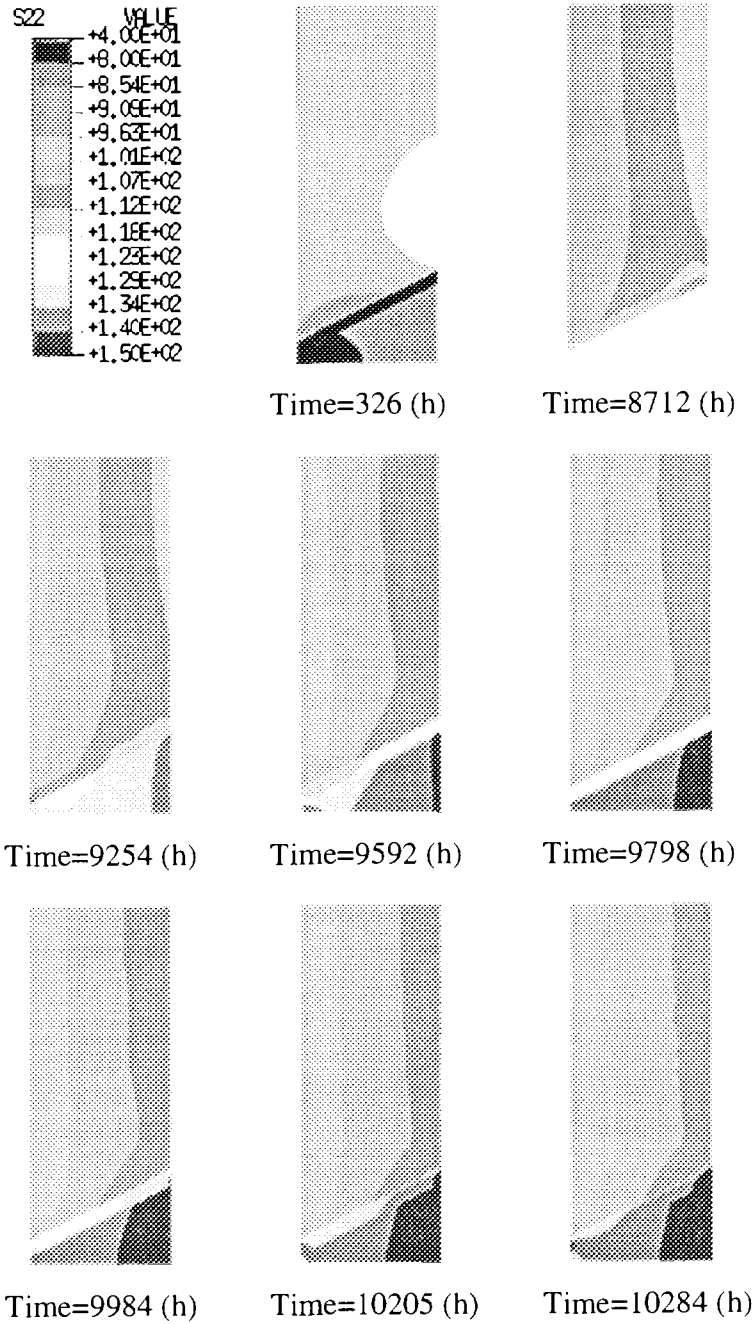 S22 VALUE
+4.00E+01
+8.00E+01
+8.54E+01
+9.09E+01
+9.63E+01
+1.01E+02
+1.07E+02
+1.12E+02
+1.18E+02
+1.23E+02
+1.29E+02
+1.34E+02
+1.40E+02
+1.50E+02
Time=326 (h)
Time=8712 (h)
Time=9254 (h)
Time=9592 (h)
Time=9798 (h)
Time=9984 (h)
Time=10205 (h)
Time=10284 (h)